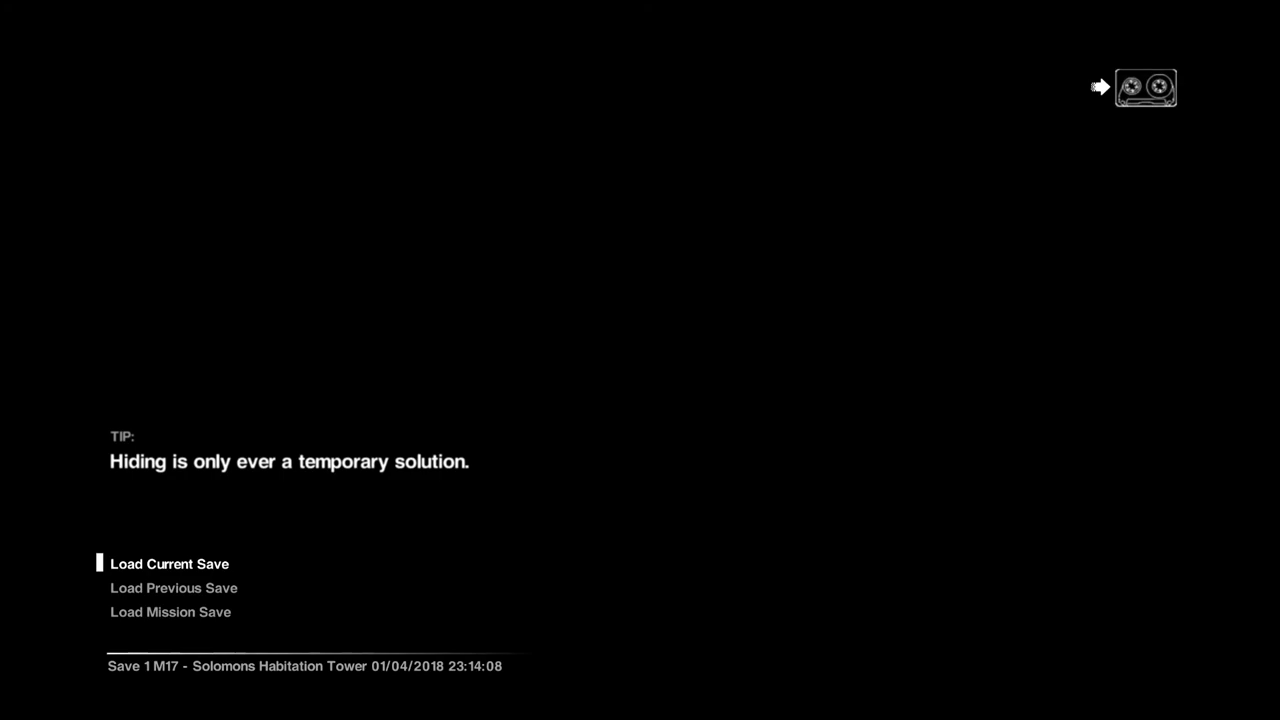 TIP:
Hiding is only ever a temporary solution.
Load Current Save
Load Previous Save
Load Mission Save
Save 1 M17 - Solomons Habitation Tower 01/04/2018 23:14:08